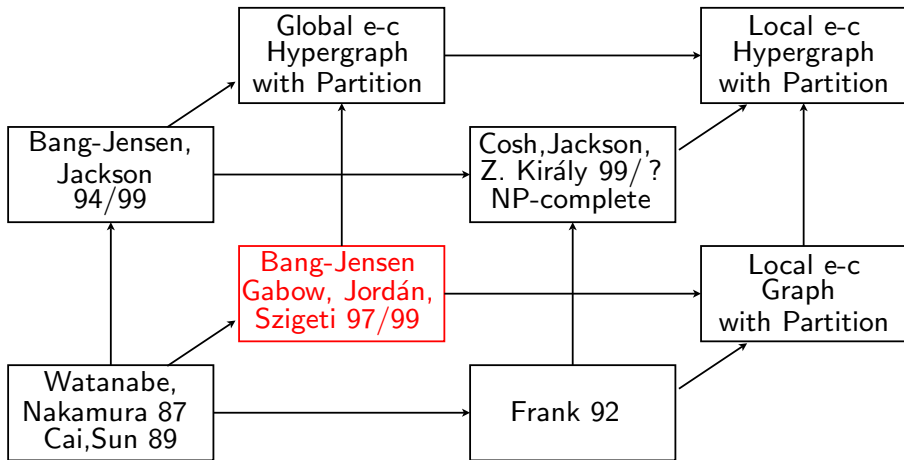 Global e-c
Hypergraph
with Partition
Local e-c
Hypergraph
with Partition
Bang-Jensen,
Jackson
94/99
Cosh,Jackson,
Z. Király 99/ ?
NP-complete
Bang-Jensen
Gabow, Jordán,
Szigeti 97/99
Local e-c
Graph
with Partition
Watanabe,
Nakamura 87
Cai,Sun 89
Frank 92